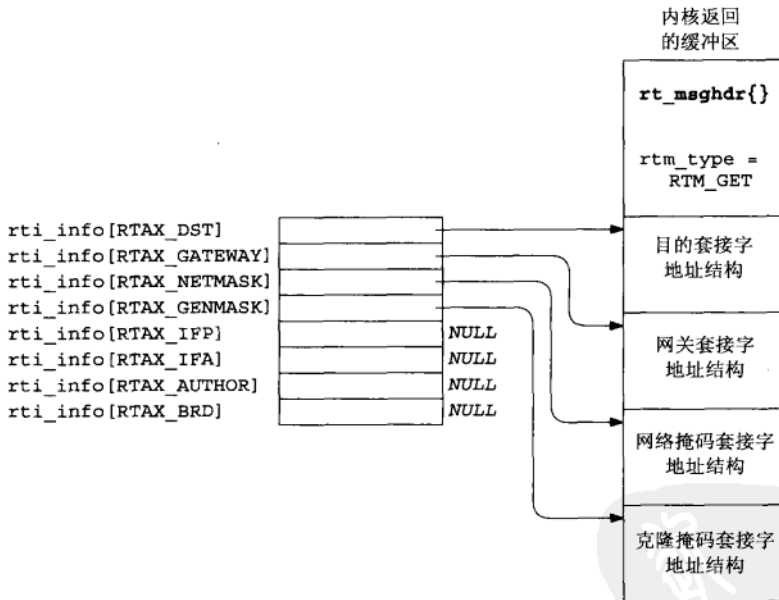 内核返回
的缓冲区
rt_msghdr{}
rtm_type =
RTM_GET
rti_info[RTAX_DST]
rti_info[RTAX_GATEWAY]
rti_info[RTAX_NETMASK]
rti_info[RTAX_GENMASK]
rti_info[RTAX_IFP]
NULL
rti_info[RTAX_IFA]
NULL
rti_info[RTAX_AUTHOR]
NULL
rti_info[RTAX_BRD]
NULL
目的套接字
地址结构
网关套接字
地址结构
网络掩码套接字
地址结构
克隆掩码套接字
地址结构